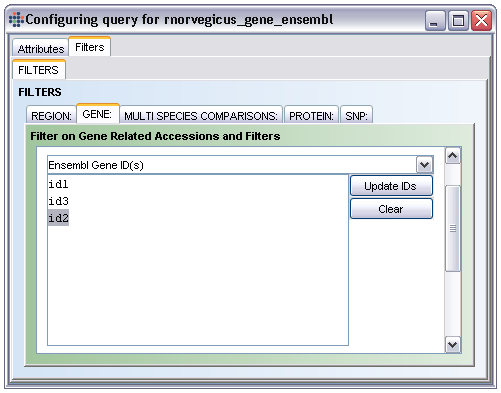 Configuring query for rnorvegicus_gene_ensembl
Attributes Filters
FILTERS
FILTERS
REGION: GENE: MULTI SPECIES COMPARISONS: PROTEIN: SNP:
Filter on Gene Related Accessions and Filters
Ensembl Gene ID(s)
id1 Update IDs
id3 Clear
id2